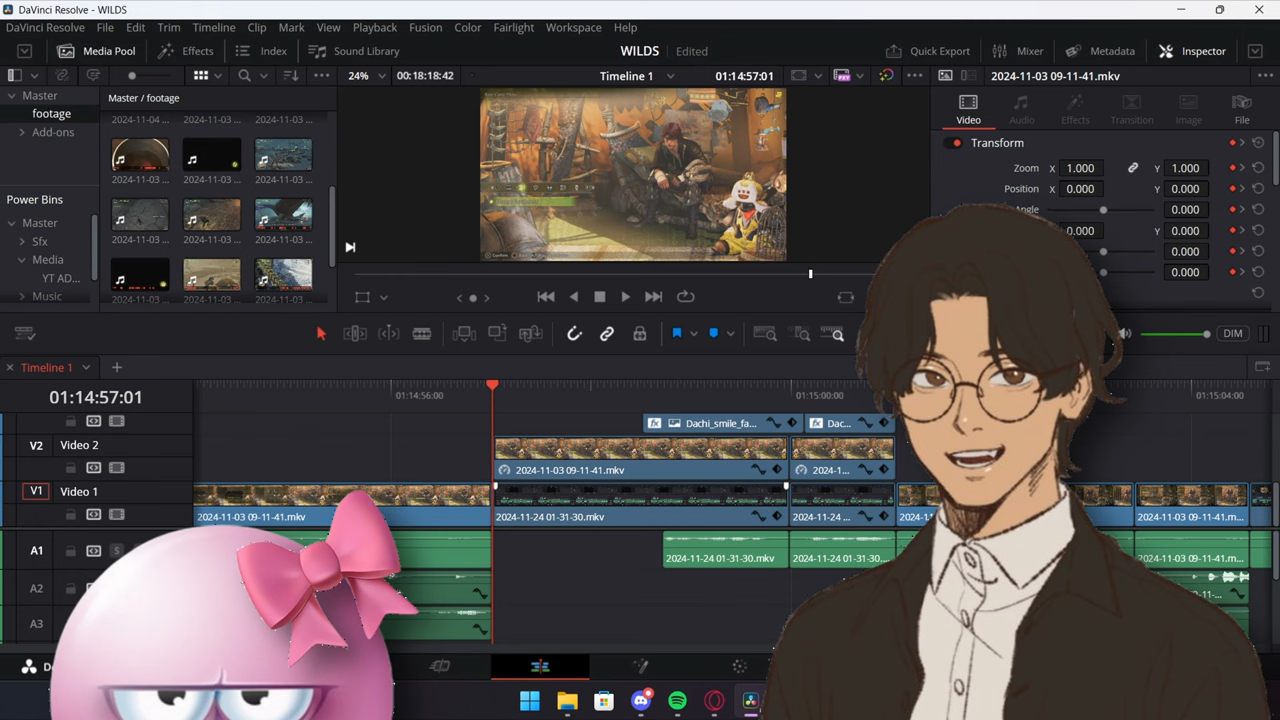 DaVinci Resolve - WILDS
DaVinci Resolve File Edit Trim Timeline Clip Mark View Playback Fusion Color Fairlight Workspace Help
Media Pool Effects Index Sound Library WILDS Edited Quick Export Mixer Metadata Inspector
24% 00:18:18:42 Timeline 1 01:14:57:01 2024-11-03 09-11-41.mkv
Master
footage
Add-ons
Master / footage
2024-11-04 ... 2024-11-03 ... 2024-11-03 ...
2024-11-03 ... 2024-11-03 ... 2024-11-03 ...
2024-11-03 ... 2024-11-03 ... 2024-11-03 ...
2024-11-03 ... 2024-11-03 ... 2024-11-03 ...
Power Bins
Master
Sfx
Media
YT AD...
Music
Video Audio Effects Transition Image File
Transform
Zoom X 1.000 Y 1.000
Position X 0.000 Y 0.000
Angle 0.000
0.000 Y 0.000
0.000
0.000
DIM
Timeline 1
01:14:57:01
01:14:56:00 01:15:00:00 01:15:04:00
Dachi_smile_fa... Dac...
V2 Video 2
2024-11-03 09-11-41.mkv 2024-1...
V1 Video 1
2024-11-03 09-11-41.mkv 2024-11-24 01-31-30.mkv 2024-11-24 ... 2024-11-03 09-11-41.m...
A1 S
2024-11-24 01-31-30.mkv 2024-11-24 01-31-30...
2024-11-03 09-11-41.m...
A2
A3